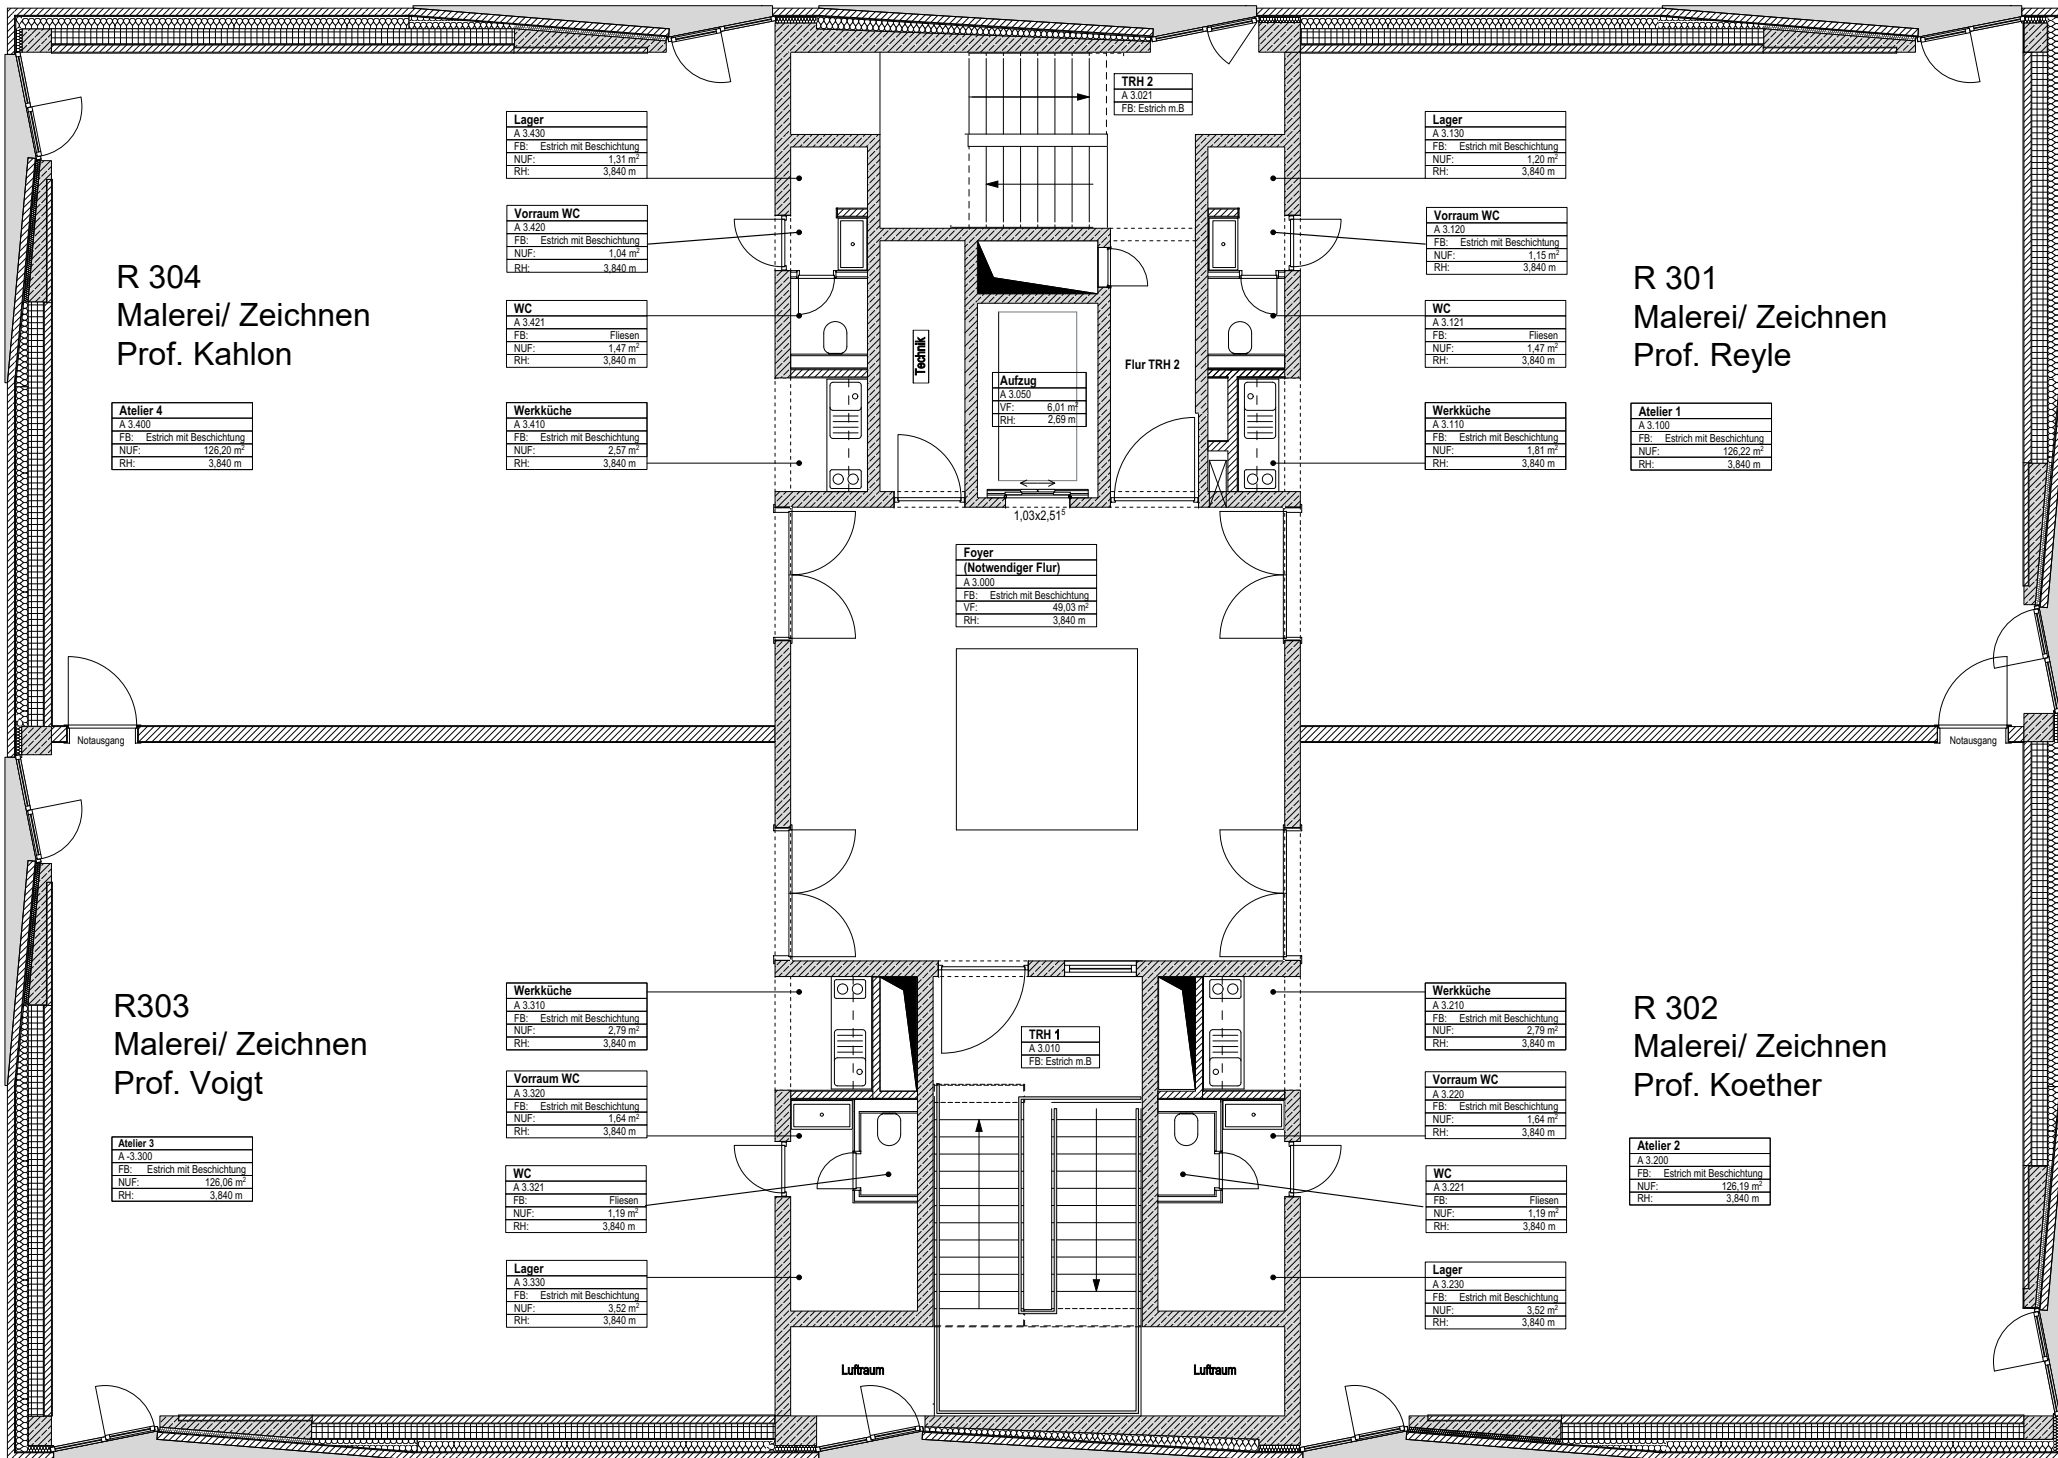 TRH 2
A 3.021
FB: Estrich m.B
Lager
A 3.430
FB: Estrich mit Beschichtung
NUF: 1,31 m²
RH: 3,840 m
Vorraum WC
A 3.420
FB: Estrich mit Beschichtung
NUF: 1,04 m²
RH: 3,840 m
WC
A 3.421
FB: Fliesen
NUF: 1,47 m²
RH: 3,840 m
Werkküche
A 3.410
FB: Estrich mit Beschichtung
NUF: 2,57 m²
RH: 3,840 m
R 304
Malerei/ Zeichnen
Prof. Kahlon
Atelier 4
A 3.400
FB: Estrich mit Beschichtung
NUF: 126,20 m²
RH: 3,840 m
Technik
Aufzug
A 3.050
VF: 6,01 m²
RH: 2,69 m
Flur TRH 2
1,03x2,51⁵
Lager
A 3.130
FB: Estrich mit Beschichtung
NUF: 1,20 m²
RH: 3,840 m
Vorraum WC
A 3.120
FB: Estrich mit Beschichtung
NUF: 1,15 m²
RH: 3,840 m
WC
A 3.121
FB: Fliesen
NUF: 1,47 m²
RH: 3,840 m
Werkküche
A 3.110
FB: Estrich mit Beschichtung
NUF: 1,81 m²
RH: 3,840 m
R 301
Malerei/ Zeichnen
Prof. Reyle
Atelier 1
A 3.100
FB: Estrich mit Beschichtung
NUF: 126,22 m²
RH: 3,840 m
Foyer
(Notwendiger Flur)
A 3.000
FB: Estrich mit Beschichtung
VF: 49,03 m²
RH: 3,840 m
Notausgang
Notausgang
R303
Malerei/ Zeichnen
Prof. Voigt
Atelier 3
A -3.300
FB: Estrich mit Beschichtung
NUF: 126,06 m²
RH: 3,840 m
Werkküche
A 3.310
FB: Estrich mit Beschichtung
NUF: 2,79 m²
RH: 3,840 m
Vorraum WC
A 3.320
FB: Estrich mit Beschichtung
NUF: 1,64 m²
RH: 3,840 m
WC
A 3.321
FB: Fliesen
NUF: 1,19 m²
RH: 3,840 m
Lager
A 3.330
FB: Estrich mit Beschichtung
NUF: 3,52 m²
RH: 3,840 m
TRH 1
A 3.010
FB: Estrich m.B
Luftraum
Luftraum
Werkküche
A 3.210
FB: Estrich mit Beschichtung
NUF: 2,79 m²
RH: 3,840 m
Vorraum WC
A 3.220
FB: Estrich mit Beschichtung
NUF: 1,64 m²
RH: 3,840 m
WC
A 3.221
FB: Fliesen
NUF: 1,19 m²
RH: 3,840 m
Lager
A 3.230
FB: Estrich mit Beschichtung
NUF: 3,52 m²
RH: 3,840 m
R 302
Malerei/ Zeichnen
Prof. Koether
Atelier 2
A 3.200
FB: Estrich mit Beschichtung
NUF: 126,19 m²
RH: 3,840 m